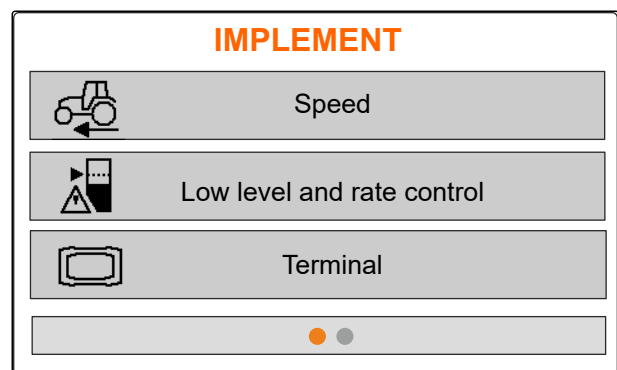 IMPLEMENT
Speed
Low level and rate control
Terminal